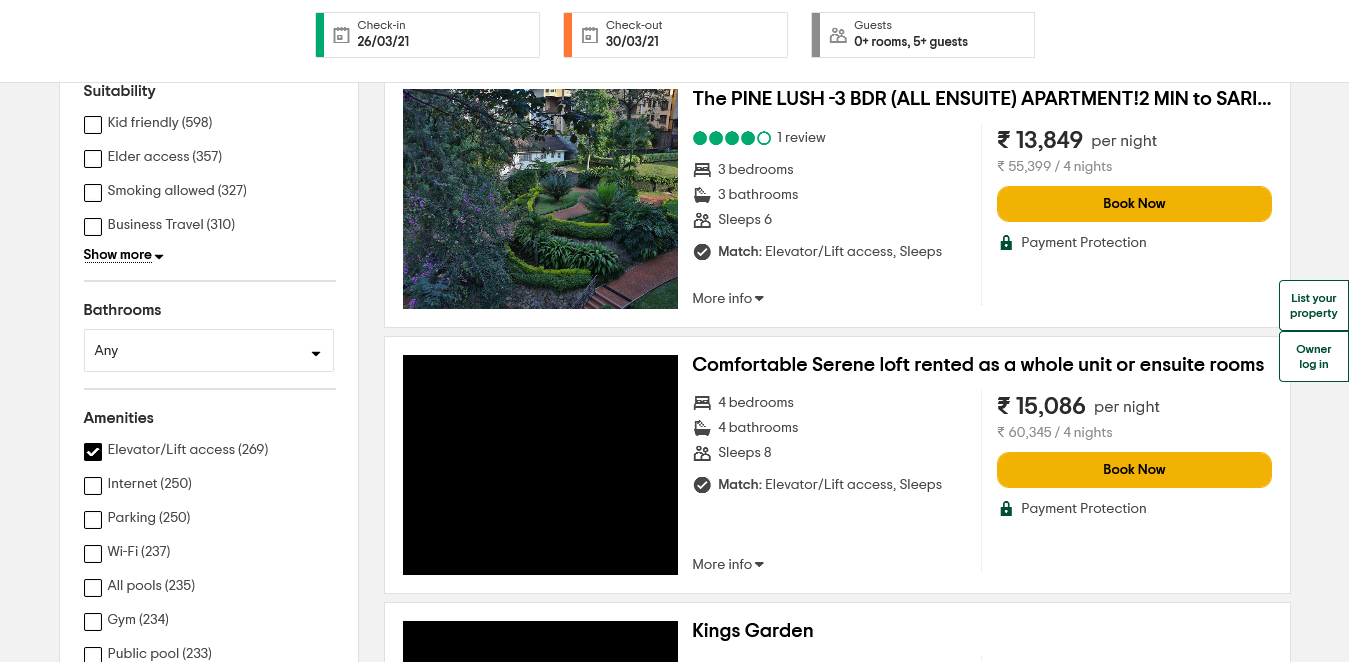 Check-in
26/03/21
Check-out
30/03/21
Guests
0+ rooms, 5+ guests
Suitability
Kid friendly (598)
Elder access (357)
Smoking allowed (327)
Business Travel (310)
Show more
Bathrooms
Any
Amenities
Elevator/Lift access (269)
Internet (250)
Parking (250)
Wi-Fi (237)
All pools (235)
Gym (234)
Public pool (233)
The PINE LUSH -3 BDR (ALL ENSUITE) APARTMENT!2 MIN to SARI...
1 review
3 bedrooms
3 bathrooms
Sleeps 6
Match: Elevator/Lift access, Sleeps
More info
₹ 13,849 per night
₹ 55,399 / 4 nights
Book Now
Payment Protection
Comfortable Serene loft rented as a whole unit or ensuite rooms
4 bedrooms
4 bathrooms
Sleeps 8
Match: Elevator/Lift access, Sleeps
More info
₹ 15,086 per night
₹ 60,345 / 4 nights
Book Now
Payment Protection
Kings Garden
List your
property
Owner
log in